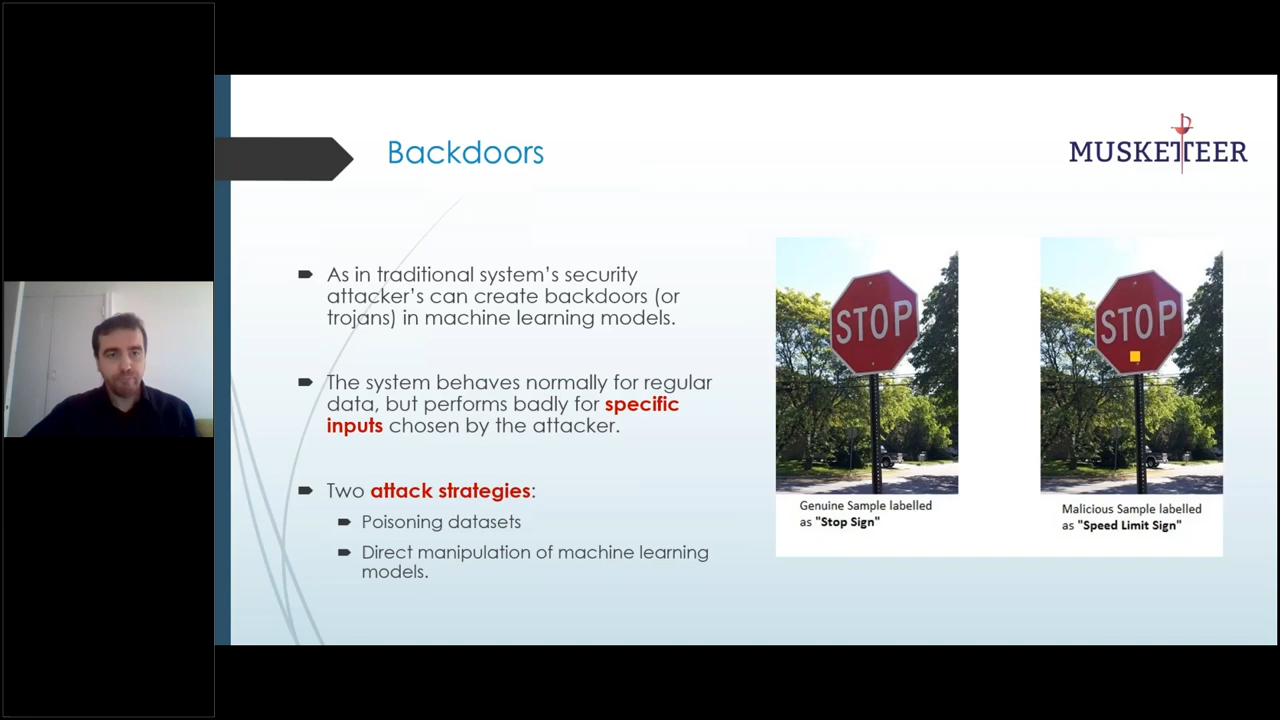 Backdoors
MUSKETEER
As in traditional system's security
attacker's can create backdoors (or
trojans) in machine learning models.
The system behaves normally for regular
data, but performs badly for specific
inputs chosen by the attacker.
Two attack strategies:
Poisoning datasets
Direct manipulation of machine learning
models.
STOP
STOP
Genuine Sample labelled
as "Stop Sign"
Malicious Sample labelled
as "Speed Limit Sign"